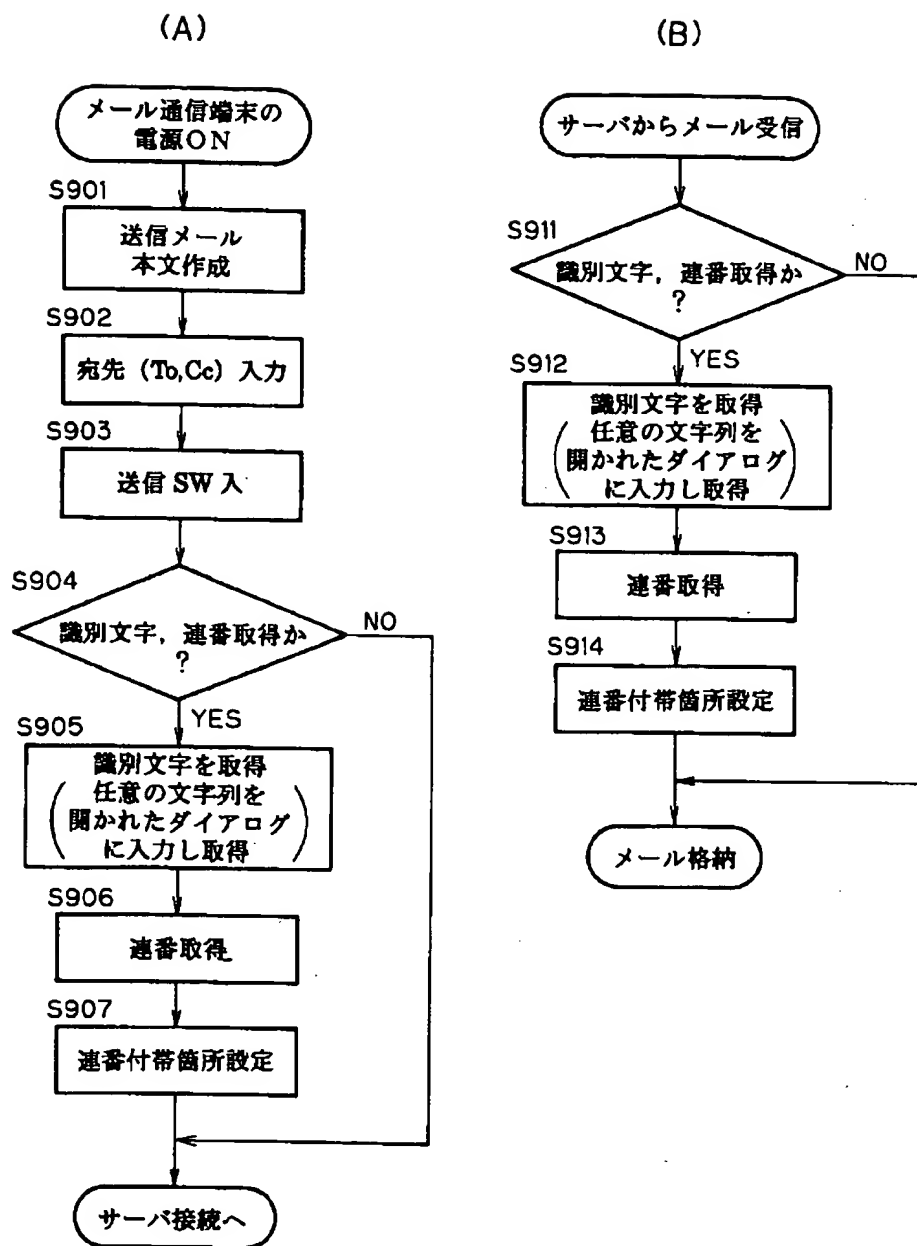 (A)
メール通信端末の
電源ON
S901
送信メール
本文作成
S902
宛先 (To,Cc) 入力
S903
送信 SW 入
S904
識別文字, 連番取得か
?
NO
YES
S905
識別文字を取得
任意の文字列を
開かれたダイアログ
に入力し取得
S906
連番取得
S907
連番付帯箇所設定
サーバ接続へ
(B)
サーバからメール受信
S911
識別文字, 連番取得か
?
NO
YES
S912
識別文字を取得
任意の文字列を
開かれたダイアログ
に入力し取得
S913
連番取得
S914
連番付帯箇所設定
メール格納